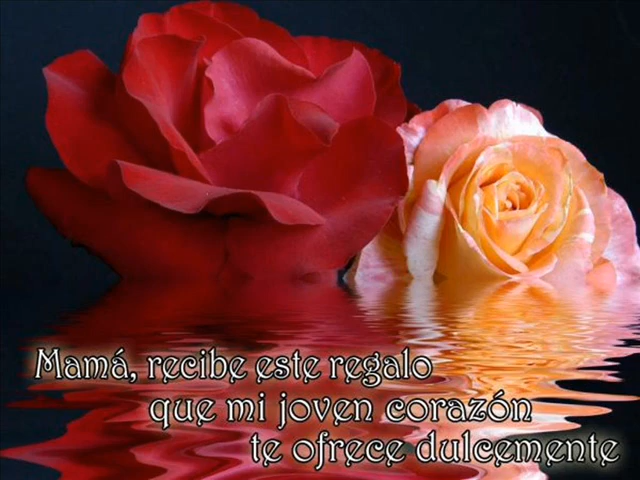 Mamá, recibe este regalo
que mi joven corazón
te ofrece dulcemente